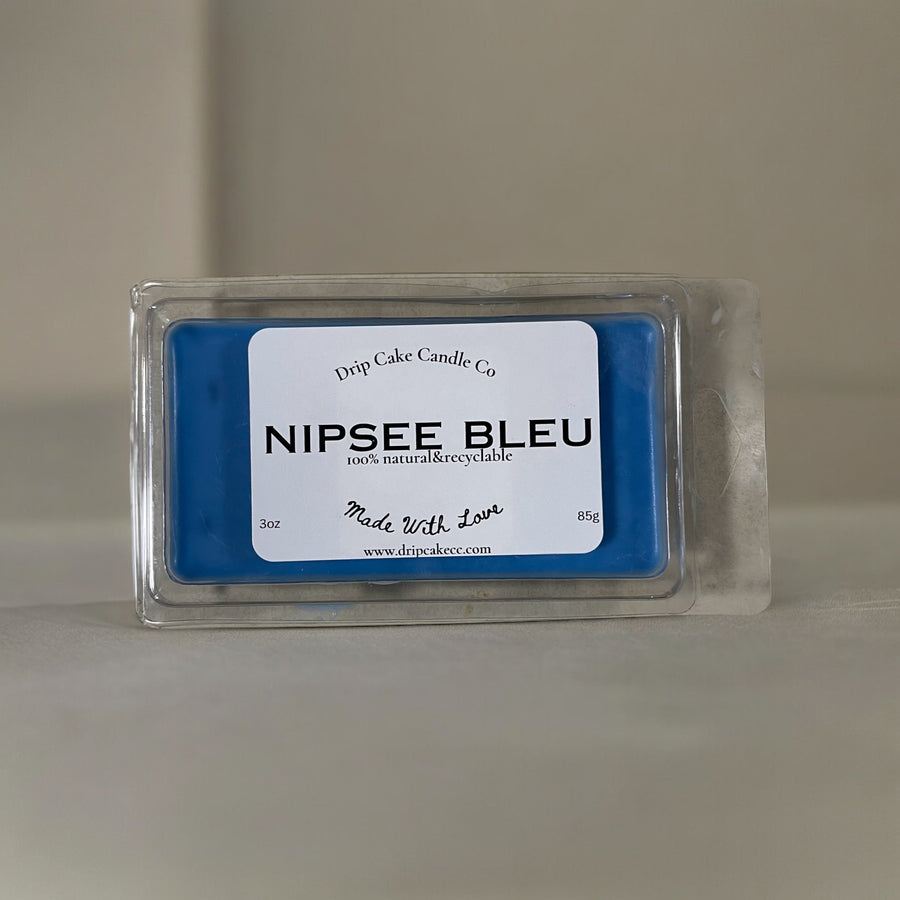 Drip Cake Candle Co
NIPSEE BLEU
100% natural&recyclable
Made With Love
3oz
85g
www.dripcakecc.com